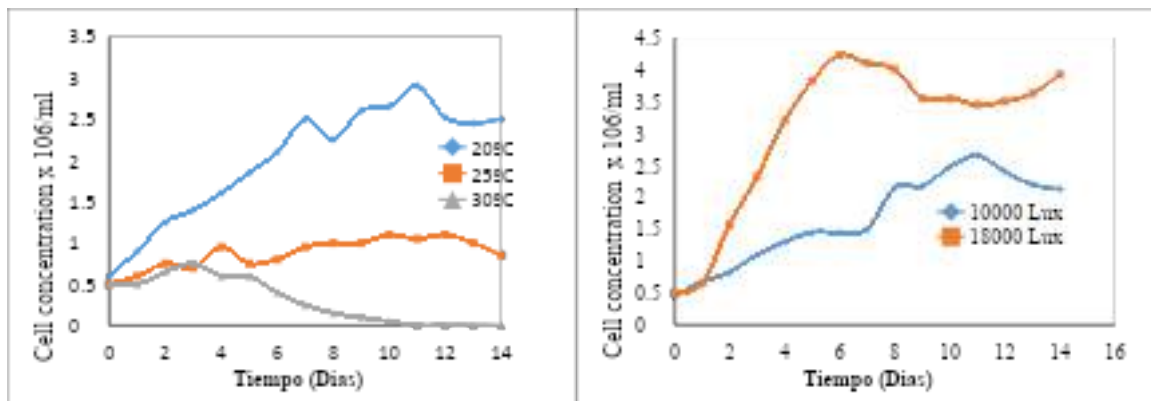 3.5
3
2.5
2
1.5
1
0.5
0
0 2 4 6 8 10 12 14
Cell concentration x 106/ml
Tiempo (Dias)
20ºC
25ºC
30ºC
4.5
4
3.5
3
2.5
2
1.5
1
0.5
0
0 2 4 6 8 10 12 14 16
Cell concentration x 106/ml
Tiempo (Dias)
10000 Lux
18000 Lux